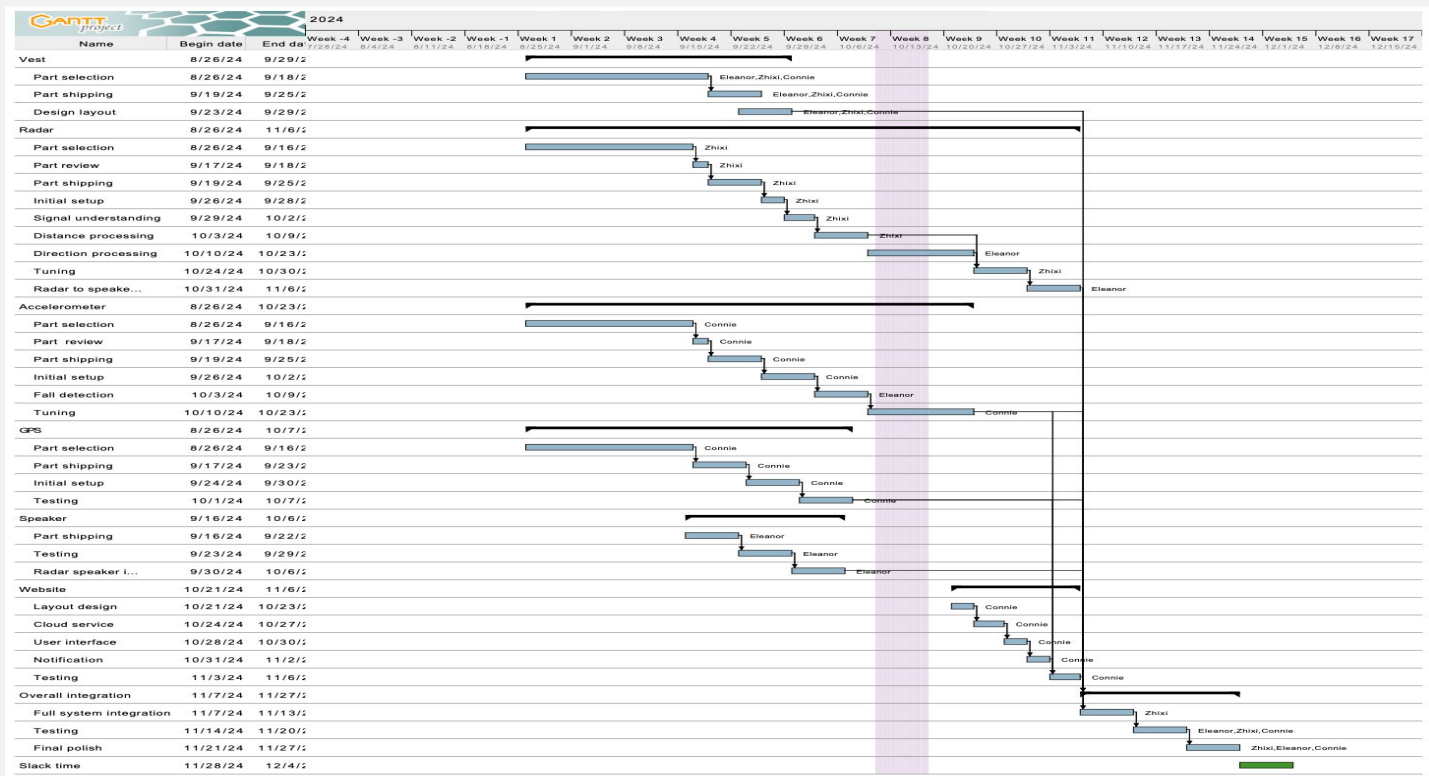 GANTT project
2024
Name Begin date End dat
Week -4 Week -3 Week -2 Week -1 Week 1 Week 2 Week 3 Week 4 Week 5 Week 6 Week 7 Week 8 Week 9 Week 10 Week 11 Week 12 Week 13 Week 14 Week 15 Week 16 Week 17
7/28/24 8/4/24 8/11/24 8/18/24 8/25/24 9/1/24 9/8/24 9/15/24 9/22/24 9/29/24 10/6/24 10/13/24 10/20/24 10/27/24 11/3/24 11/10/24 11/17/24 11/24/24 12/1/24 12/8/24 12/15/24
Vest 8/26/24 9/29/2
Part selection 8/26/24 9/18/2 Eleanor,Zhixi,Connie
Part shipping 9/19/24 9/25/2 Eleanor,Zhixi,Connie
Design layout 9/23/24 9/29/2 Eleanor,Zhixi,Connie
Radar 8/26/24 11/6/2
Part selection 8/26/24 9/16/2 Zhixi
Part review 9/17/24 9/18/2 Zhixi
Part shipping 9/19/24 9/25/2 Zhixi
Initial setup 9/26/24 9/28/2 Zhixi
Signal understanding 9/29/24 10/2/2 Zhixi
Distance processing 10/3/24 10/9/2 Zhixi
Direction processing 10/10/24 10/23/2 Eleanor
Tuning 10/24/24 10/30/2 Zhixi
Radar to speake... 10/31/24 11/6/2 Eleanor
Accelerometer 8/26/24 10/23/2
Part selection 8/26/24 9/16/2 Connie
Part review 9/17/24 9/18/2 Connie
Part shipping 9/19/24 9/25/2 Connie
Initial setup 9/26/24 10/2/2 Connie
Fall detection 10/3/24 10/9/2 Eleanor
Tuning 10/10/24 10/23/2 Connie
GPS 8/26/24 10/7/2
Part selection 8/26/24 9/16/2 Connie
Part shipping 9/17/24 9/23/2 Connie
Initial setup 9/24/24 9/30/2 Connie
Testing 10/1/24 10/7/2 Connie
Speaker 9/16/24 10/6/2
Part shipping 9/16/24 9/22/2 Eleanor
Testing 9/23/24 9/29/2 Eleanor
Radar speaker i... 9/30/24 10/6/2 Eleanor
Website 10/21/24 11/6/2
Layout design 10/21/24 10/23/2 Connie
Cloud service 10/24/24 10/27/2 Connie
User interface 10/28/24 10/30/2 Connie
Notification 10/31/24 11/2/2 Connie
Testing 11/3/24 11/6/2 Connie
Overall integration 11/7/24 11/27/2
Full system integration 11/7/24 11/13/2 Zhixi
Testing 11/14/24 11/20/2 Eleanor,Zhixi,Connie
Final polish 11/21/24 11/27/2 Zhixi,Eleanor,Connie
Slack time 11/28/24 12/4/2